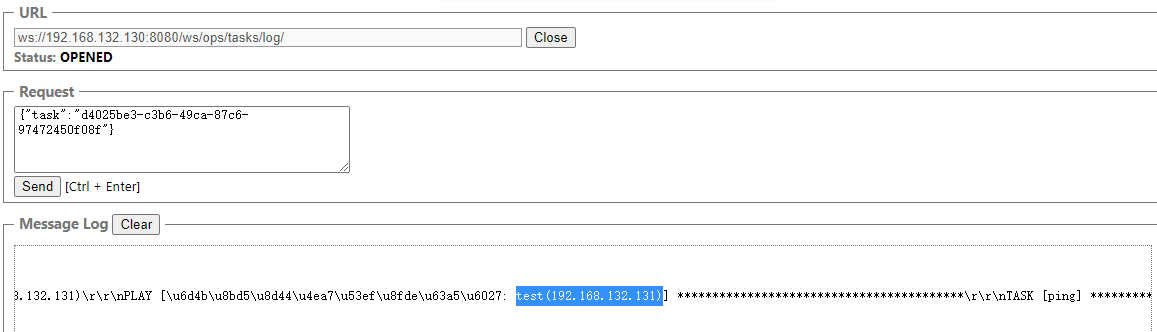 URL
ws://192.168.132.130:8080/ws/ops/tasks/log/ Close
Status: OPENED
Request
{"task":"d4025be3-c3b6-49ca-87c6-
97472450f08f"}
Send [Ctrl + Enter]
Message Log Clear
3.132.131)\r\r\nPLAY [\u6d4b\u8bd5\u8d44\u4ea7\u53ef\u8fde\u63a5\u6027: test(192.168.132.131)] *****************************************\r\r\nTASK [ping] *********